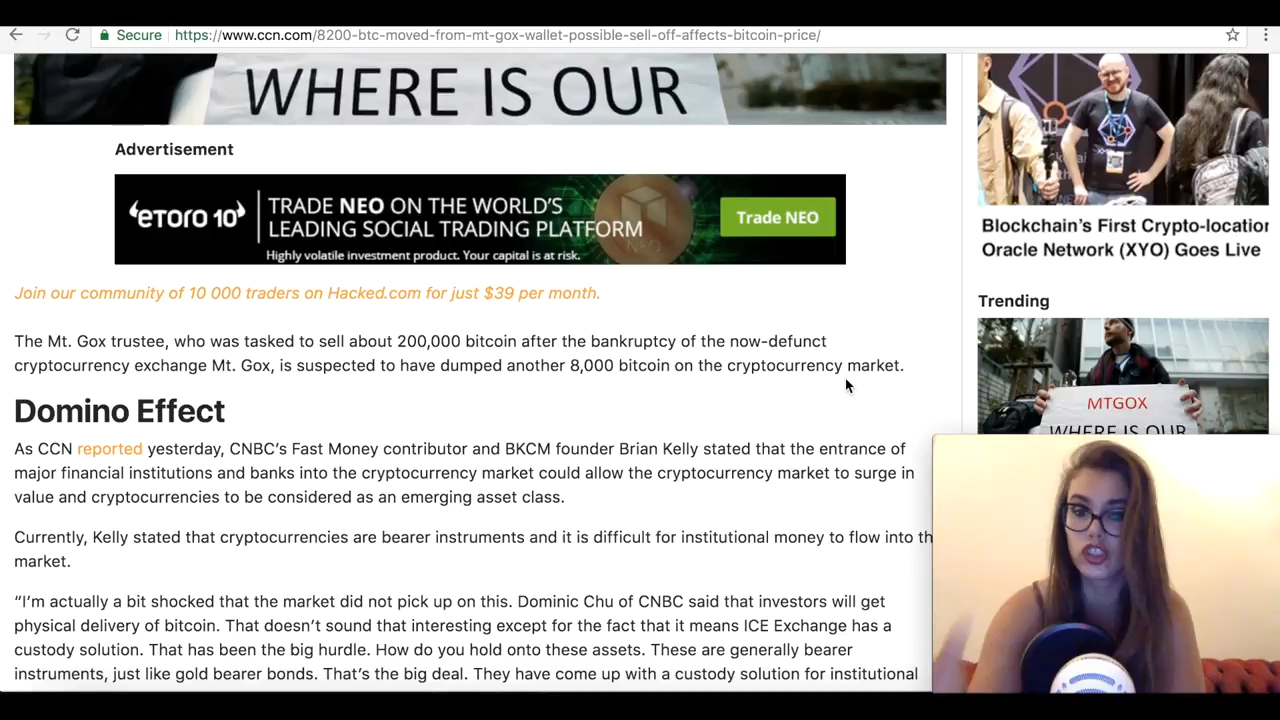 Secure
https://www.ccn.com/8200-btc-moved-from-mt-gox-wallet-possible-sell-off-affects-bitcoin-price/
WHERE IS OUR
Advertisement
eTORO 10
TRADE NEO ON THE WORLD'S
LEADING SOCIAL TRADING PLATFORM
Highly volatile investment product. Your capital is at risk.
NEO
Trade NEO
Join our community of 10 000 traders on Hacked.com for just $39 per month.
The Mt. Gox trustee, who was tasked to sell about 200,000 bitcoin after the bankruptcy of the now-defunct
cryptocurrency exchange Mt. Gox, is suspected to have dumped another 8,000 bitcoin on the cryptocurrency market.
Domino Effect
As CCN reported yesterday, CNBC's Fast Money contributor and BKCM founder Brian Kelly stated that the entrance of
major financial institutions and banks into the cryptocurrency market could allow the cryptocurrency market to surge in
value and cryptocurrencies to be considered as an emerging asset class.
Currently, Kelly stated that cryptocurrencies are bearer instruments and it is difficult for institutional money to flow into th
market.
“I'm actually a bit shocked that the market did not pick up on this. Dominic Chu of CNBC said that investors will get
physical delivery of bitcoin. That doesn't sound that interesting except for the fact that it means ICE Exchange has a
custody solution. That has been the big hurdle. How do you hold onto these assets. These are generally bearer
instruments, just like gold bearer bonds. That's the big deal. They have come up with a custody solution for institutional
Blockchain's First Crypto-location
Oracle Network (XYO) Goes Live
Trending
MTGOX
WHERE IS OUR